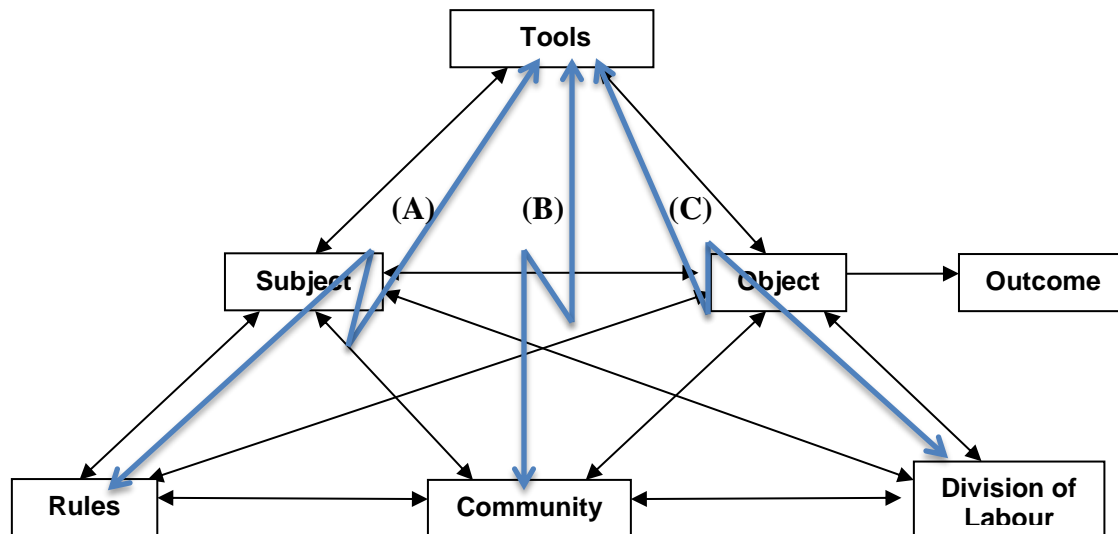 Tools
(A) (B) (C)
Subject Object Outcome
Rules Community Division of
Labour